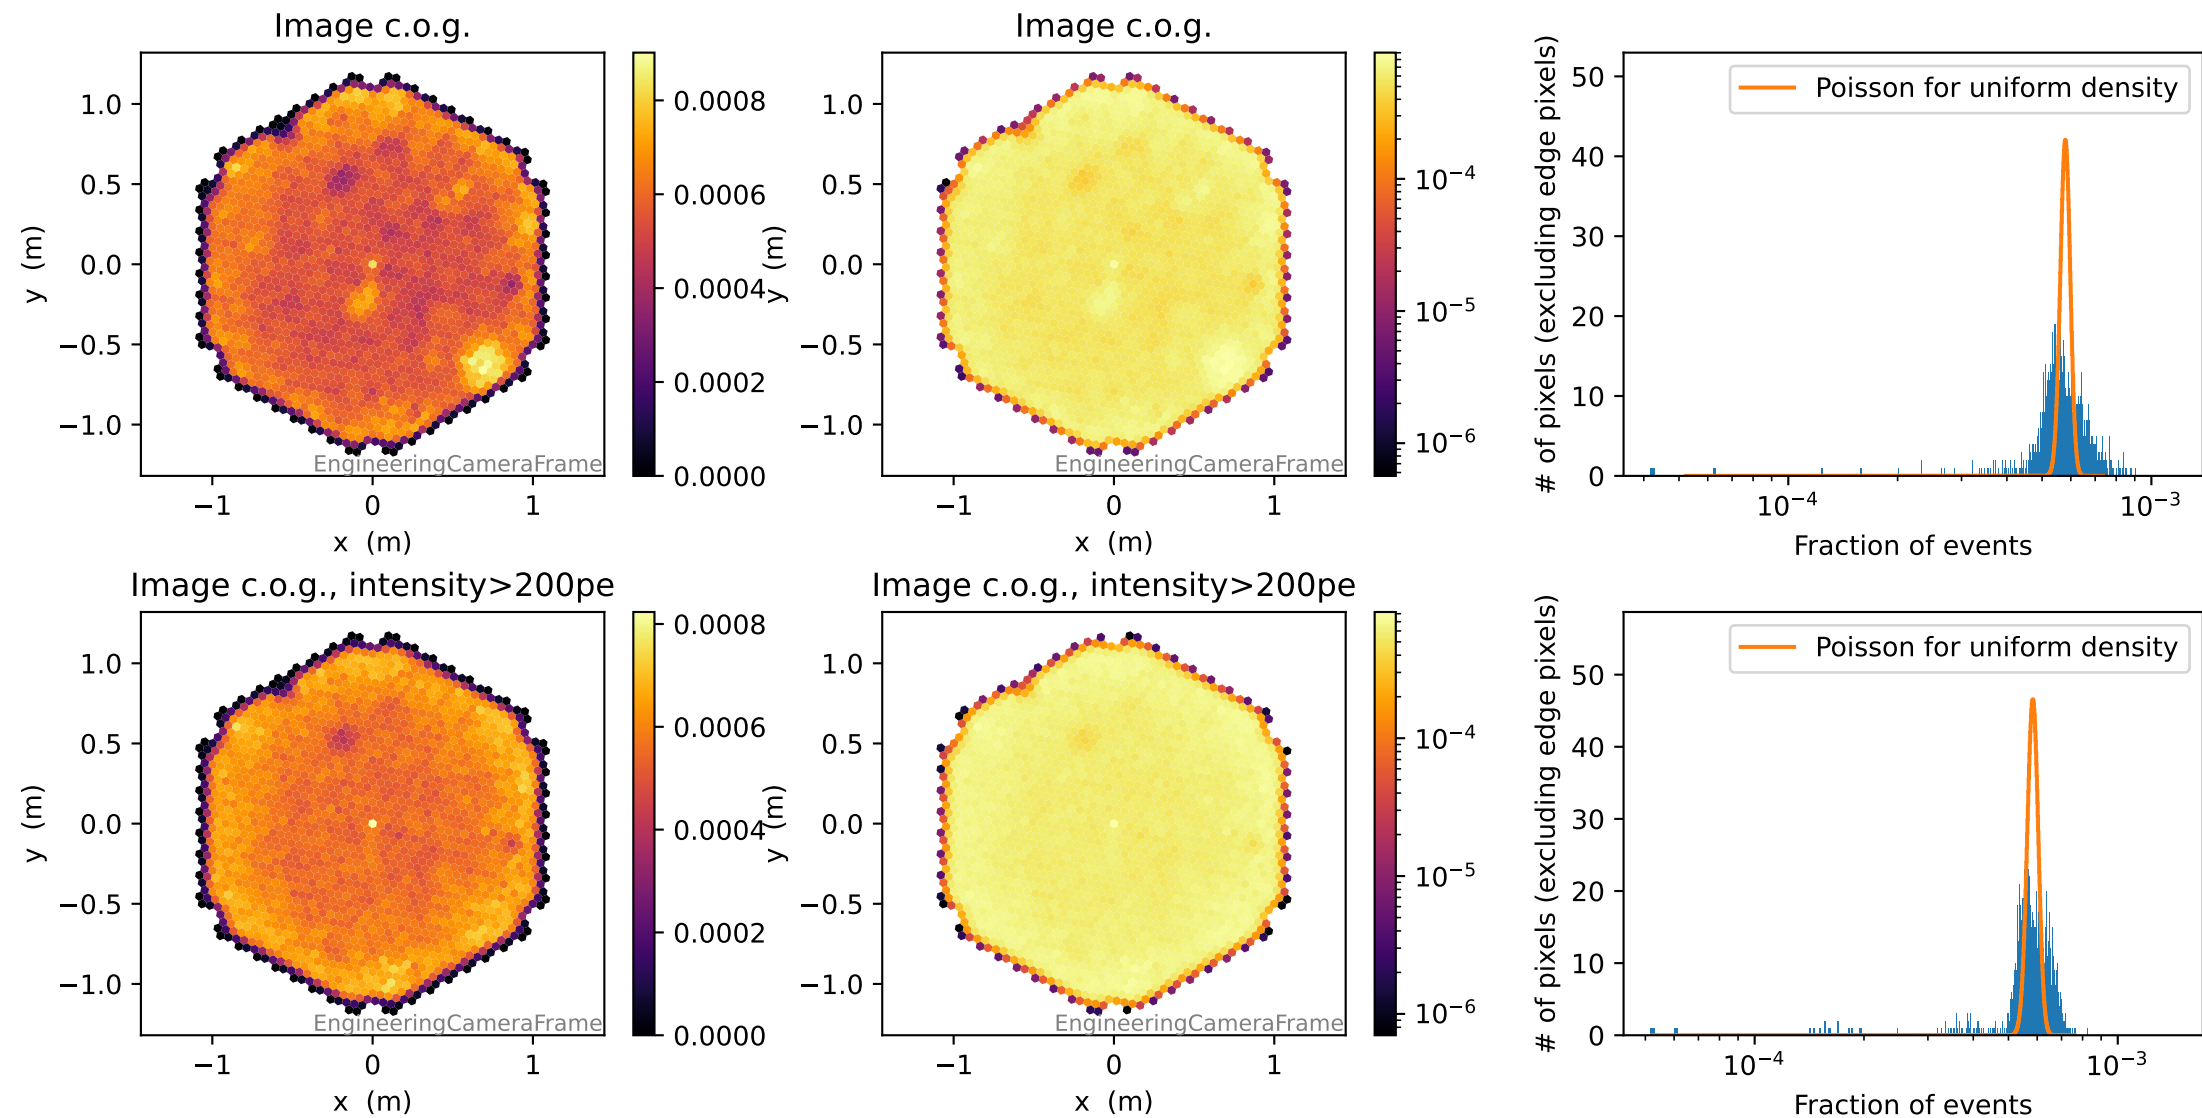 Image c.o.g.
y (m)
1.0
0.5
0.0
−0.5
−1.0
−1
0
1
x (m)
EngineeringCameraFrame
0.0008
0.0006
0.0004
0.0002
0.0000
Image c.o.g.
y (m)
1.0
0.5
0.0
−0.5
−1.0
−1
0
1
x (m)
EngineeringCameraFrame
10⁻⁴
10⁻⁵
10⁻⁶
# of pixels (excluding edge pixels)
50
40
30
20
10
0
Poisson for uniform density
10⁻⁴
10⁻³
Fraction of events
Image c.o.g., intensity>200pe
y (m)
1.0
0.5
0.0
−0.5
−1.0
−1
0
1
x (m)
EngineeringCameraFrame
0.0008
0.0006
0.0004
0.0002
0.0000
Image c.o.g., intensity>200pe
y (m)
1.0
0.5
0.0
−0.5
−1.0
−1
0
1
x (m)
EngineeringCameraFrame
10⁻⁴
10⁻⁵
10⁻⁶
# of pixels (excluding edge pixels)
50
40
30
20
10
0
Poisson for uniform density
10⁻⁴
10⁻³
Fraction of events